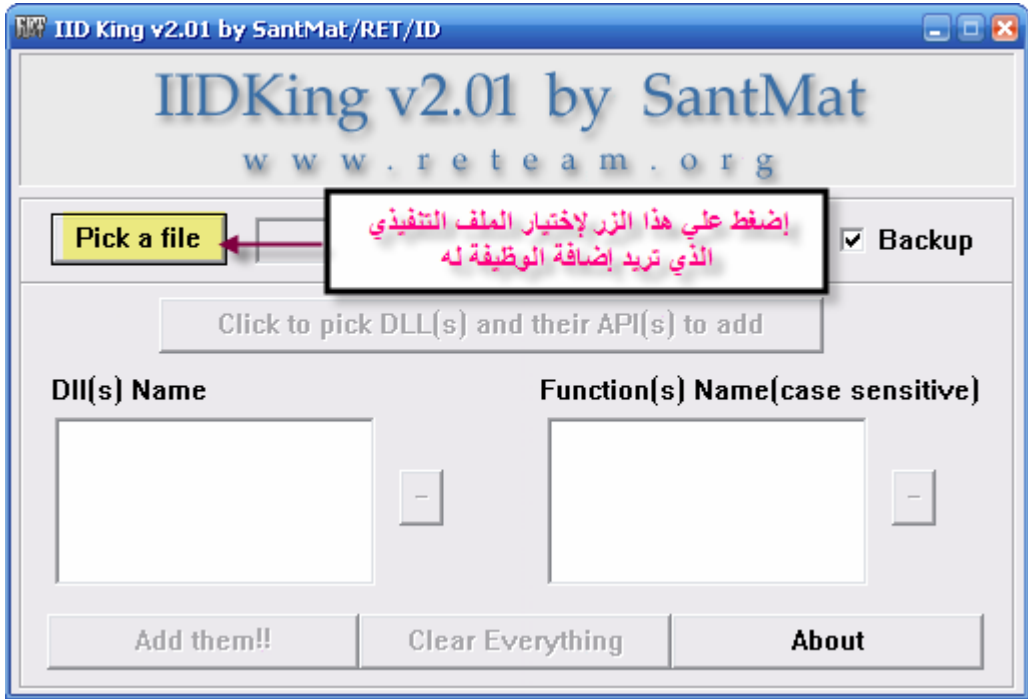 IID King v2.01 by SantMat/RET/ID
IIDKing v2.01 by SantMat
www.reteam.org
Pick a file
إضغط علي هذا الزر لإختيار الملف التنفيذي
الذي تريد إضافة الوظيفة له
Backup
Click to pick DLL(s) and their API(s) to add
Dll(s) Name
Function(s) Name(case sensitive)
-
-
Add them!!
Clear Everything
About